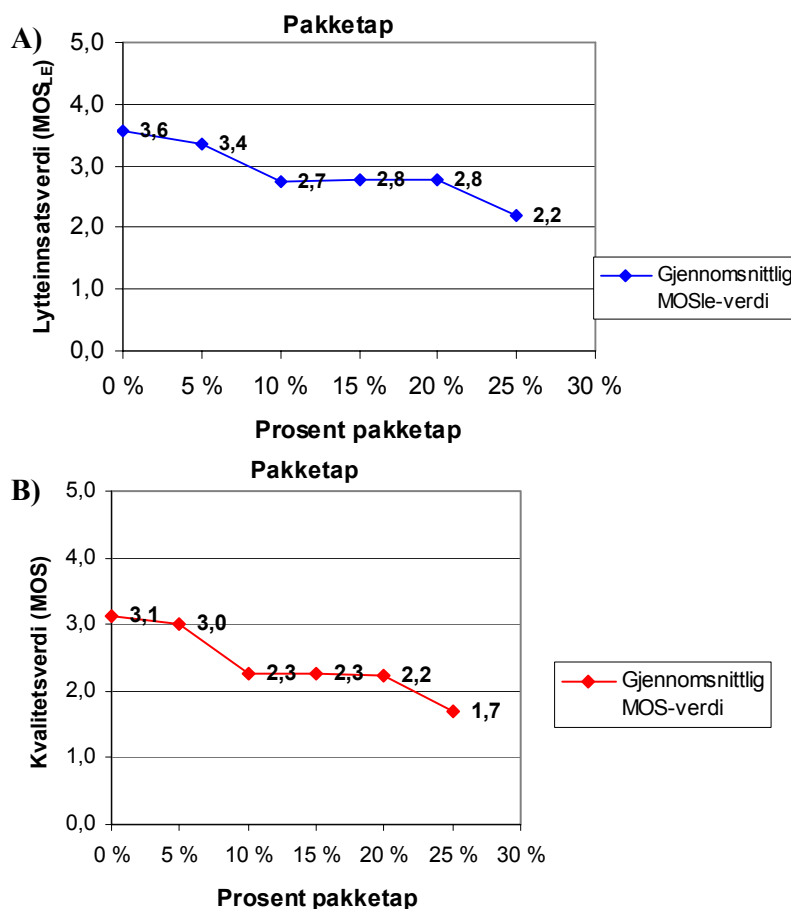 A)
Pakketap
Lytteinnsatsverdi (MOSLE)
5,0
4,0
3,0
2,0
1,0
0,0
3,6
3,4
2,7
2,8
2,8
2,2
0 % 5 % 10 % 15 % 20 % 25 % 30 %
Prosent pakketap
Gjennomsnittlig
MOSle-verdi
B)
Pakketap
Kvalitetsverdi (MOS)
5,0
4,0
3,0
2,0
1,0
0,0
3,1
3,0
2,3
2,3
2,2
1,7
0 % 5 % 10 % 15 % 20 % 25 % 30 %
Prosent pakketap
Gjennomsnittlig
MOS-verdi